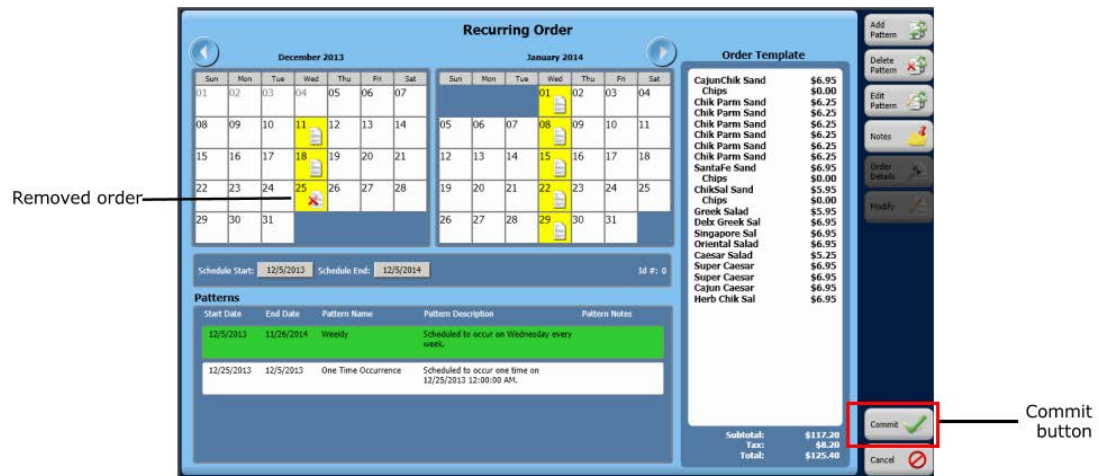 Recurring Order
December 2013
January 2014
Sun Mon Tue Wed Thu Fri Sat
01 02 03 04 05 06 07
08 09 10 11 12 13 14
15 16 17 18 19 20 21
22 23 24 25 26 27 28
29 30 31
Sun Mon Tue Wed Thu Fri Sat
01 02 03 04
05 06 07 08 09 10 11
12 13 14 15 16 17 18
19 20 21 22 23 24 25
26 27 28 29 30 31
Removed order
Schedule Start: 12/5/2013 Schedule End: 12/5/2014 Id #: 0
Patterns
Start Date End Date Pattern Name Pattern Description Pattern Notes
12/5/2013 11/26/2014 Weekly Scheduled to occur on Wednesday every
week.
12/25/2013 12/5/2013 One Time Occurrence Scheduled to occur one time on
12/25/2013 12:00:00 AM.
Order Template
CajunChik Sand $6.95
Chips $0.00
Chik Parm Sand $6.25
Chik Parm Sand $6.25
Chik Parm Sand $6.25
Chik Parm Sand $6.25
Chik Parm Sand $6.25
Chik Parm Sand $6.25
SantaFe Sand $6.95
Chips $0.00
ChikSal Sand $5.95
Chips $0.00
Greek Salad $5.95
Delx Greek Sal $6.95
Singapore Sal $6.95
Oriental Salad $6.95
Caesar Salad $5.25
Super Caesar $6.95
Super Caesar $6.95
Cajun Caesar $6.95
Herb Chik Sal $6.95
Subtotal: $117.20
Tax: $8.20
Total: $125.40
Add
Pattern
Delete
Pattern
Edit
Pattern
Notes
Order
Details
Modify
Commit
Cancel
Commit
button